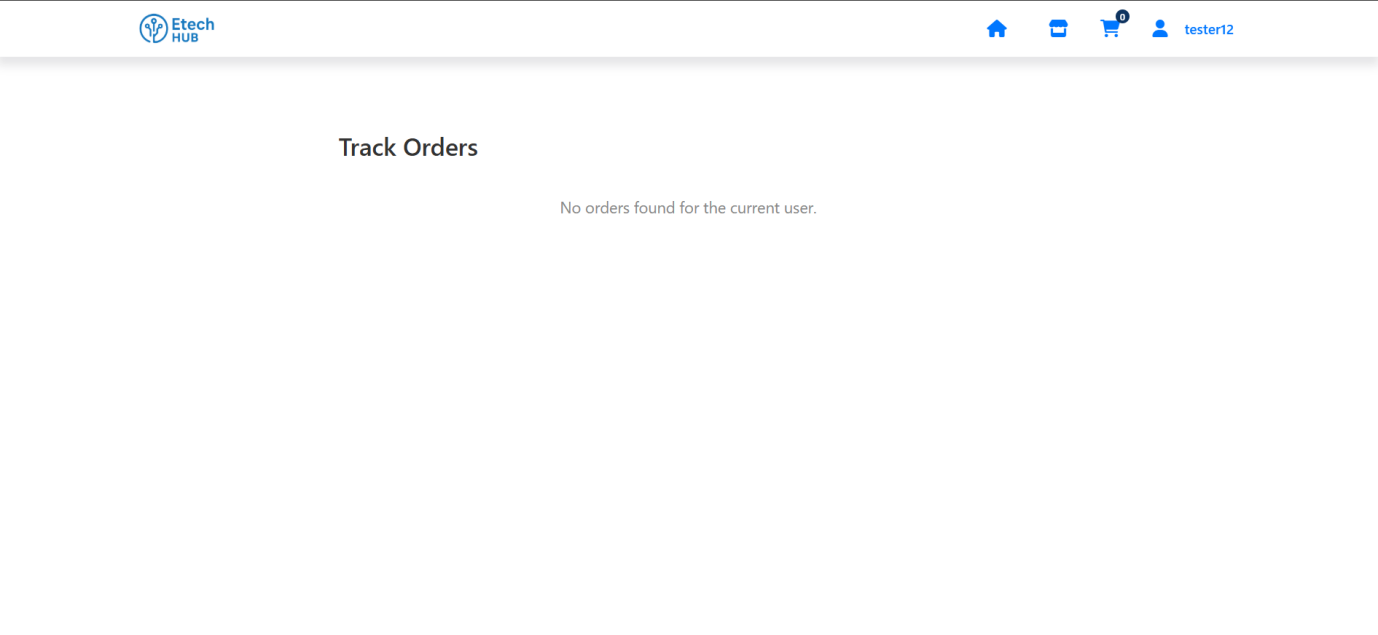 Etech
HUB
0
tester12
Track Orders
No orders found for the current user.